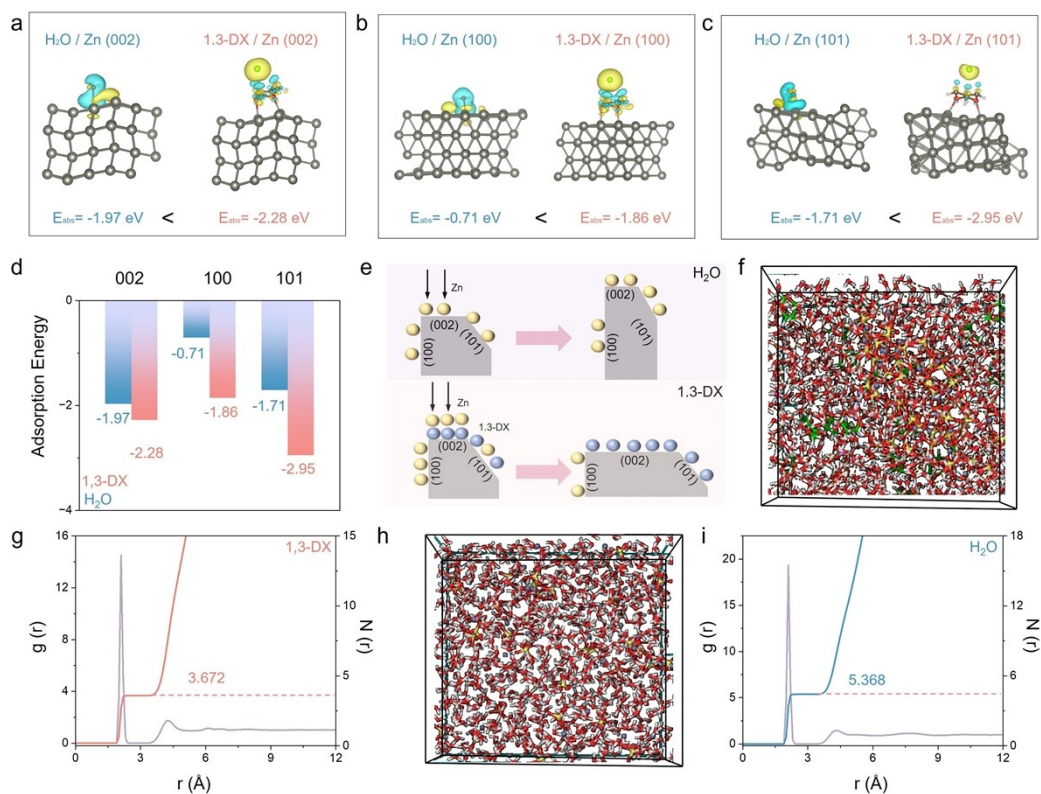 a
H₂O / Zn (002) 1.3-DX / Zn (002)
Eabs= -1.97 eV < Eabs= -2.28 eV
b
H₂O / Zn (100) 1.3-DX / Zn (100)
Eabs= -0.71 eV < Eabs= -1.86 eV
c
H₂O / Zn (101) 1.3-DX / Zn (101)
Eabs= -1.71 eV < Eabs= -2.95 eV
d
002 100 101
Adsorption Energy
0
-2
-4
-1.97
-2.28
-0.71
-1.86
-1.71
-2.95
1,3-DX
H₂O
e
H₂O
Zn
(002)
(100)
(101)
(002)
(100)
(101)
1.3-DX
Zn
1.3-DX
(002)
(100)
(101)
(002)
(100)
(101)
f
g
1,3-DX
g (r)
16
12
8
4
0
3.672
15
10
5
0
N (r)
0 3 6 9 12
r (Å)
h
i
H₂O
g (r)
20
15
10
5
0
5.368
18
12
6
0
N (r)
0 3 6 9 12
r (Å)